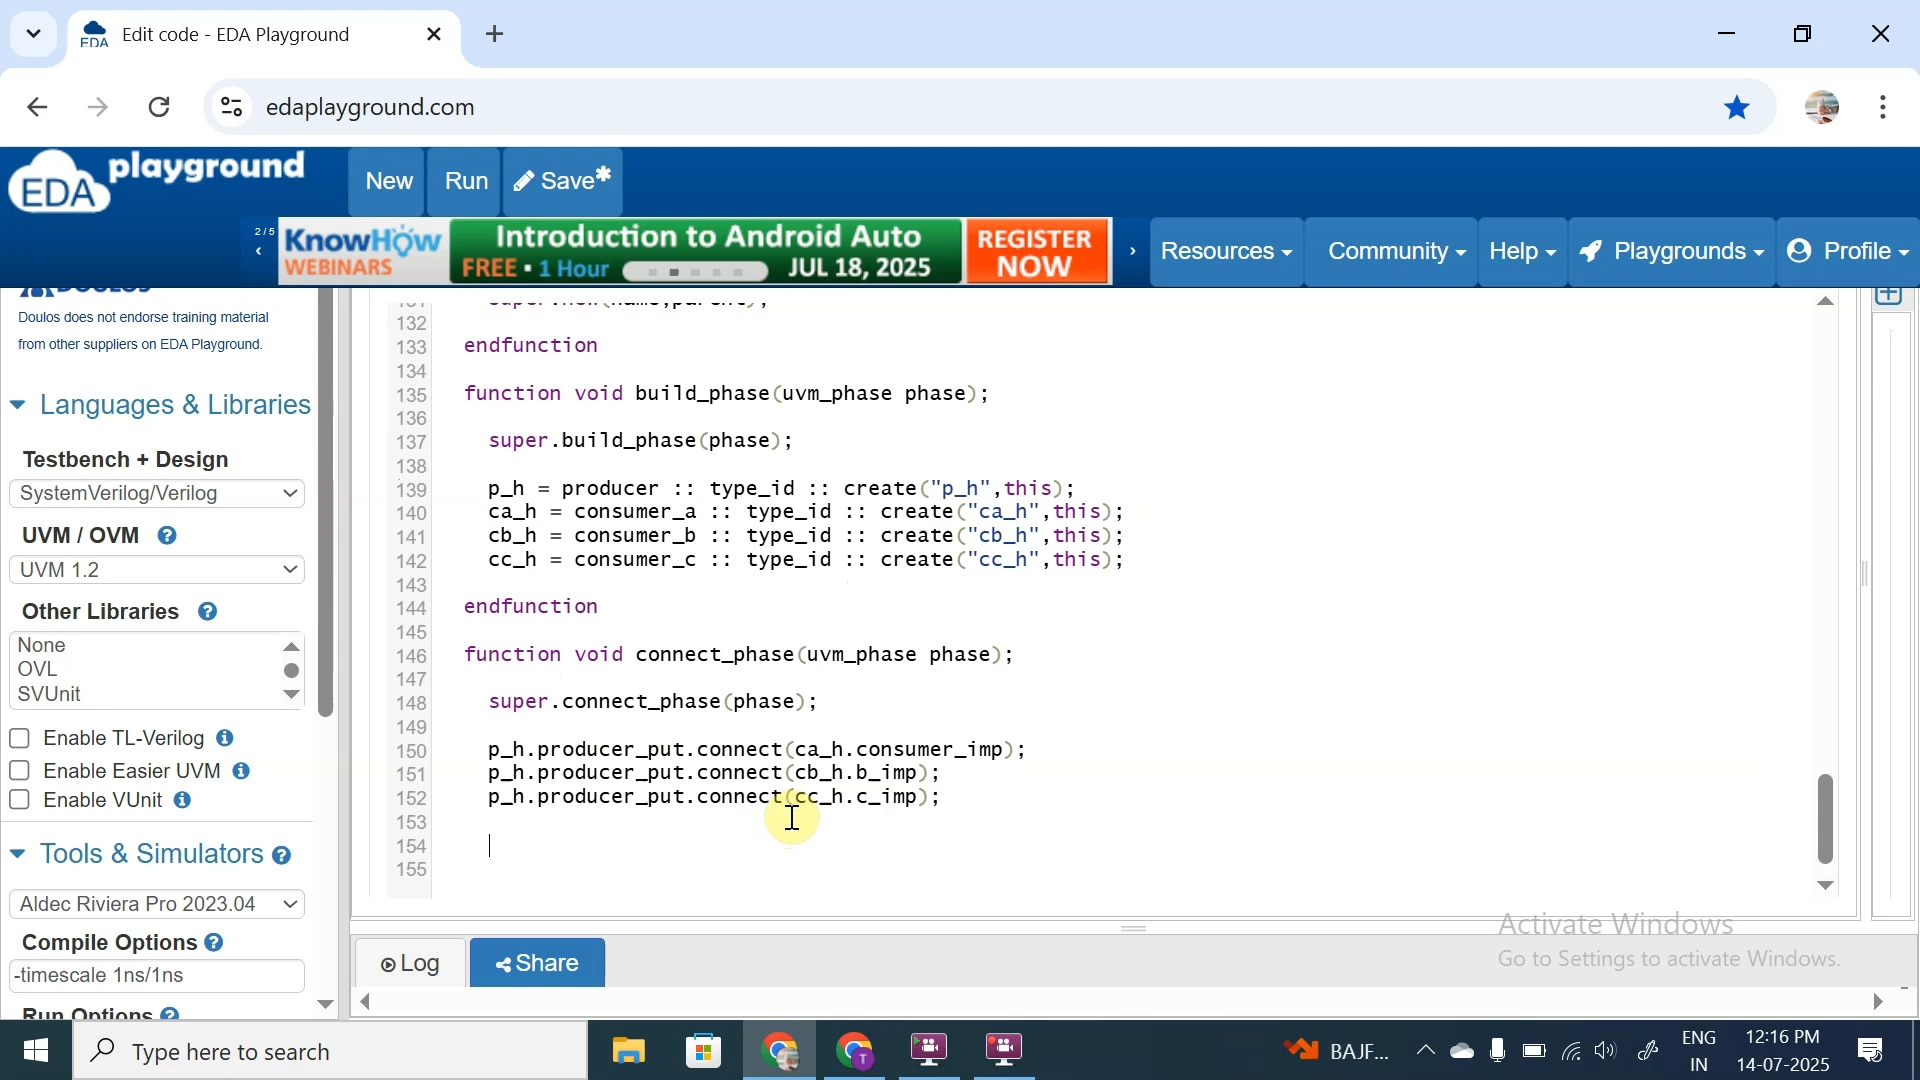 Edit code - EDA Playground
edaplayground.com
EDA playground
New
Run
Save*
2/5
KnowHow
WEBINARS
Introduction to Android Auto
FREE • 1 Hour
JUL 18, 2025
REGISTER
NOW
Resources
Community
Help
Playgrounds
Profile
Doulos does not endorse training material
from other suppliers on EDA Playground.
Languages & Libraries
Testbench + Design
SystemVerilog/Verilog
UVM / OVM
UVM 1.2
Other Libraries
None
OVL
SVUnit
Enable TL-Verilog
Enable Easier UVM
Enable VUnit
Tools & Simulators
Aldec Riviera Pro 2023.04
Compile Options
-timescale 1ns/1ns
Run Options
132
133 endfunction
134
135 function void build_phase(uvm_phase phase);
136
137 super.build_phase(phase);
138
139 p_h = producer :: type_id :: create("p_h",this);
140 ca_h = consumer_a :: type_id :: create("ca_h",this);
141 cb_h = consumer_b :: type_id :: create("cb_h",this);
142 cc_h = consumer_c :: type_id :: create("cc_h",this);
143
144 endfunction
145
146 function void connect_phase(uvm_phase phase);
147
148 super.connect_phase(phase);
149
150 p_h.producer_put.connect(ca_h.consumer_imp);
151 p_h.producer_put.connect(cb_h.b_imp);
152 p_h.producer_put.connect(cc_h.c_imp);
153
154
155
Log
Share
Activate Windows
Go to Settings to activate Windows.
Type here to search
BAJF...
ENG
IN
12:16 PM
14-07-2025